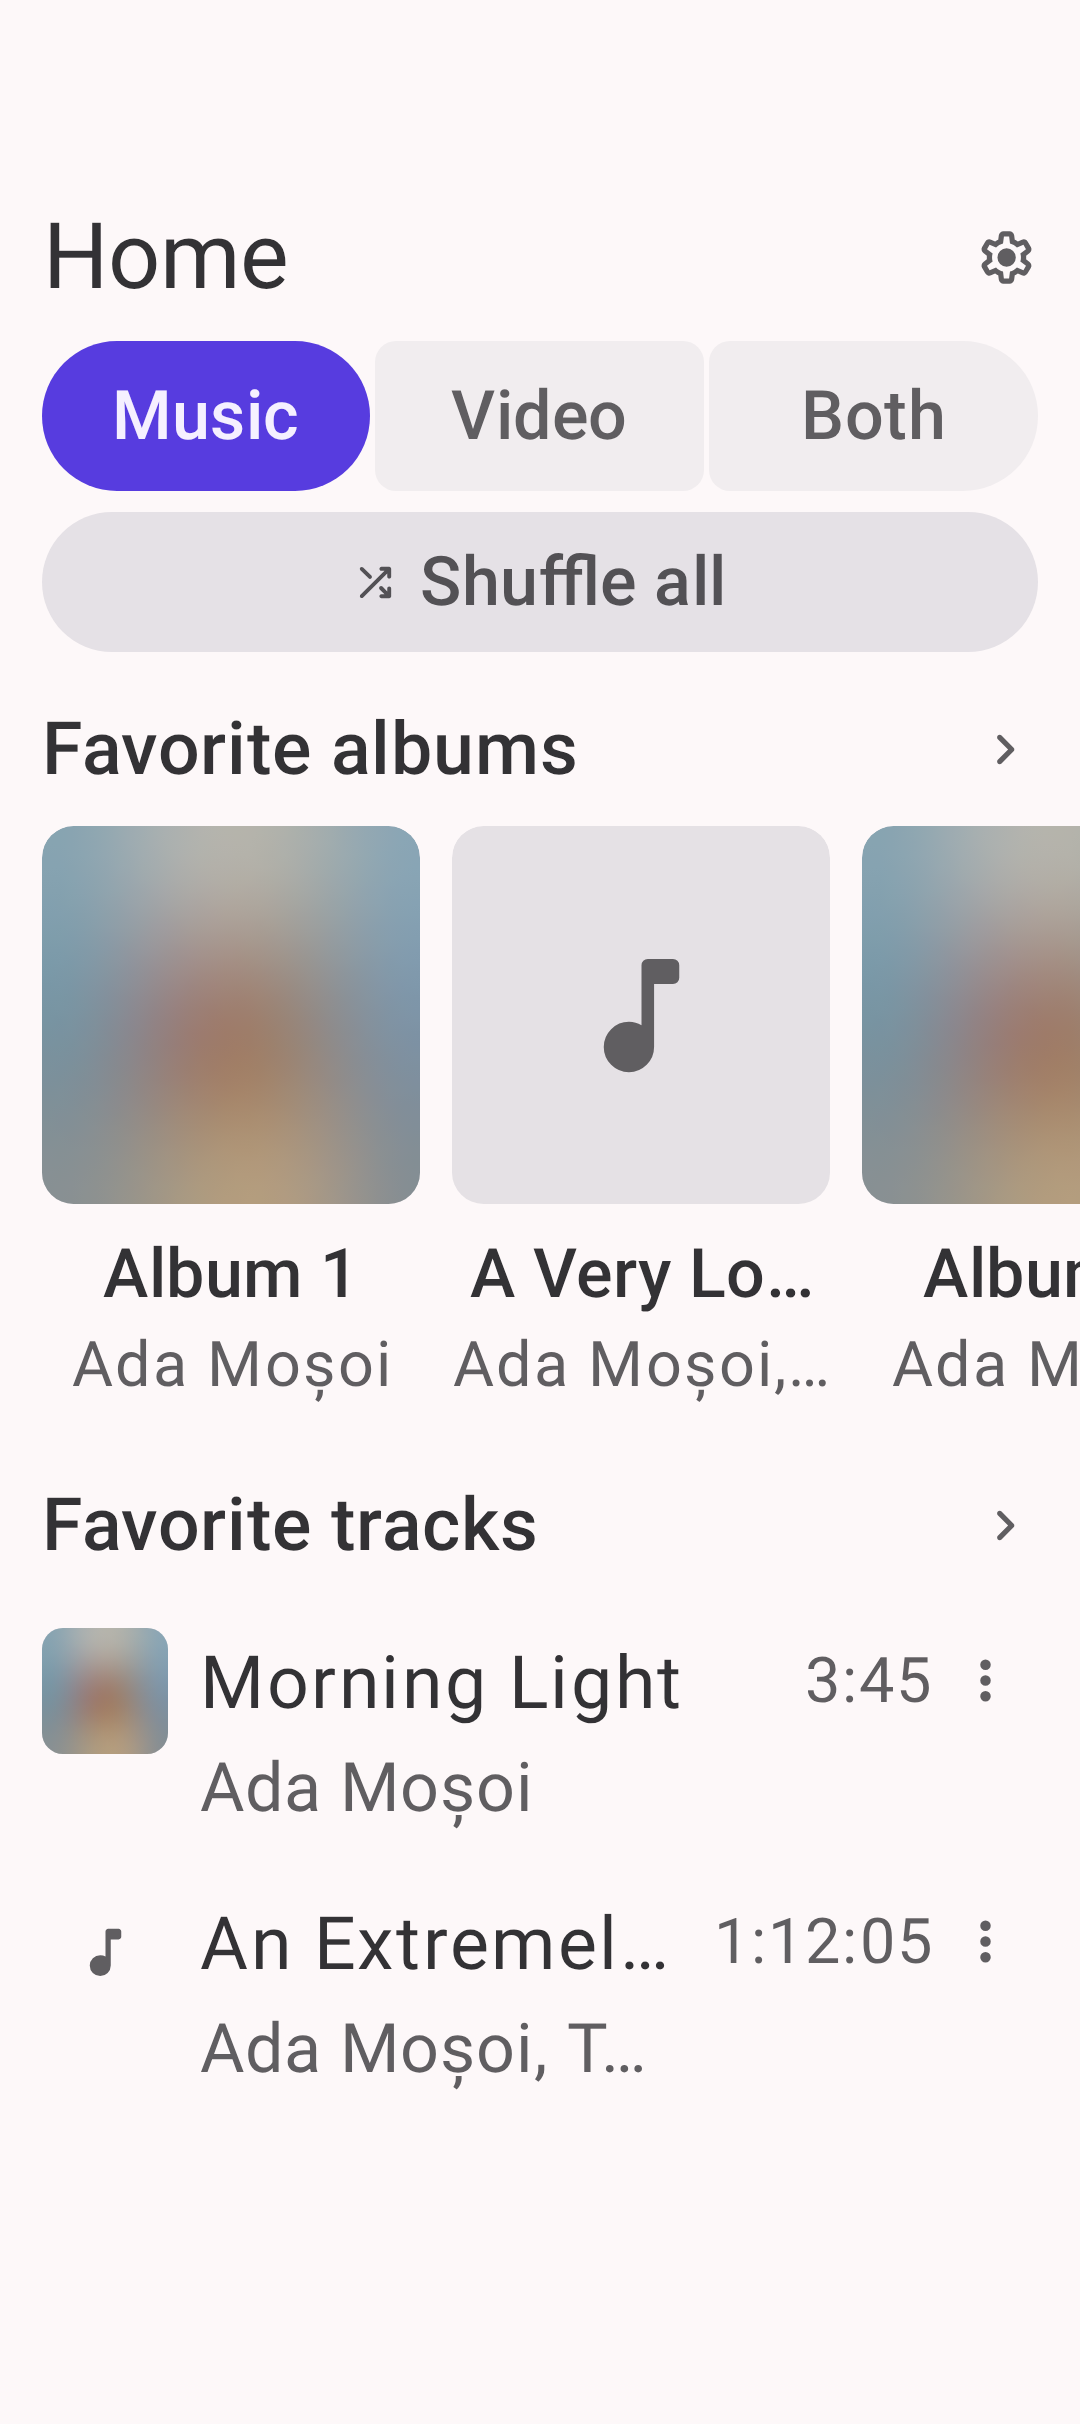 Home
Music Video Both
Shuffle all
Favorite albums
Album 1 A Very Lo…
Ada Moșoi Ada Moșoi,… Ada
Favorite tracks
Morning Light 3:45
Ada Moșoi
An Extremel… 1:12:05
Ada Moșoi, T…